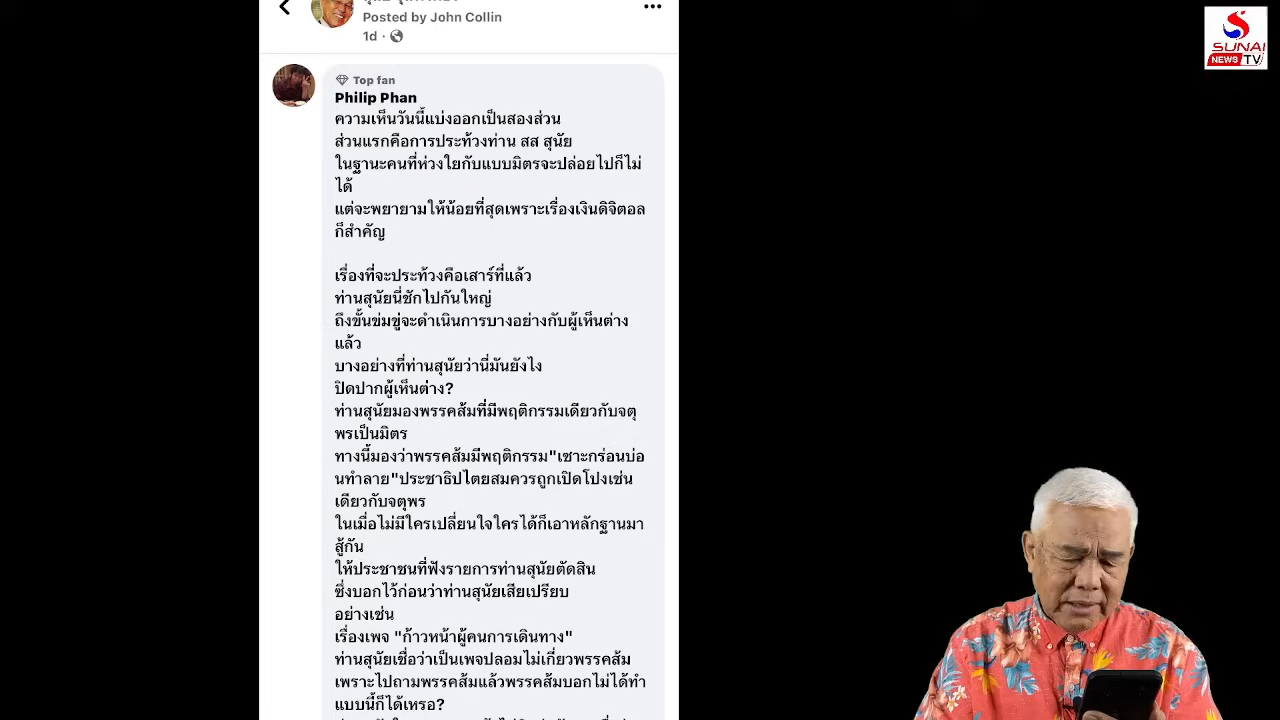 Posted by John Collin
1d ·
SUNAI
NEWS TV
Top fan
Philip Phan
ความเห็นวันนี้แบ่งออกเป็นสองส่วน
ส่วนแรกคือการประท้วงท่าน สส สุนัย
ในฐานะคนที่ห่วงใยกับแบบมิตรจะปล่อยไปก็ไม่
ได้
แต่จะพยายามให้น้อยที่สุดเพราะเรื่องเงินดิจิตอล
ก็สำคัญ
เรื่องที่จะประท้วงคือเสาร์ที่แล้ว
ท่านสุนัยนี่ชักไปกันใหญ่
ถึงขั้นข่มขู่จะดำเนินการบางอย่างกับผู้เห็นต่าง
แล้ว
บางอย่างที่ท่านสุนัยว่านี่มันยังไง
ปิดปากผู้เห็นต่าง?
ท่านสุนัยมองพรรคส้มที่มีพฤติกรรมเดียวกับจตุ
พรเป็นมิตร
ทางนี้มองว่าพรรคส้มมีพฤติกรรม"เซาะกร่อนบ่อ
นทำลาย"ประชาธิปไตยสมควรถูกเปิดโปงเช่น
เดียวกับจตุพร
ในเมื่อไม่มีใครเปลี่ยนใจใครได้ก็เอาหลักฐานมา
สู้กัน
ให้ประชาชนที่ฟังรายการท่านสุนัยตัดสิน
ซึ่งบอกไว้ก่อนว่าท่านสุนัยเสียเปรียบ
อย่างเช่น
เรื่องเพจ "ก้าวหน้าผู้คนการเดินทาง"
ท่านสุนัยเชื่อว่าเป็นเพจปลอมไม่เกี่ยวพรรคส้ม
เพราะไปถามพรรคส้มแล้วพรรคส้มบอกไม่ได้ทำ
แบบนี้ก็ได้เหรอ?